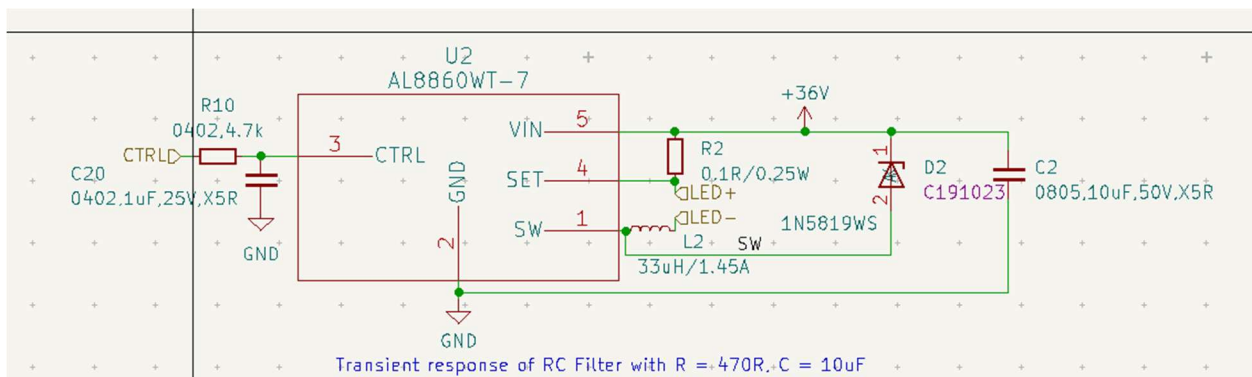 U2
AL8860WT-7
R10
0402,4.7k
CTRL
3
CTRL
C20
0402,1uF,25V,X5R
GND
GND
2
GND
VIN
5
SET
4
SW
1
R2
0.1R/0.25W
LED+
LED-
L2
33uH/1.45A
SW
+36V
1
2
D2
C191023
1N5819WS
C2
0805,10uF,50V,X5R
Transient response of RC Filter with R = 470R, C = 10uF